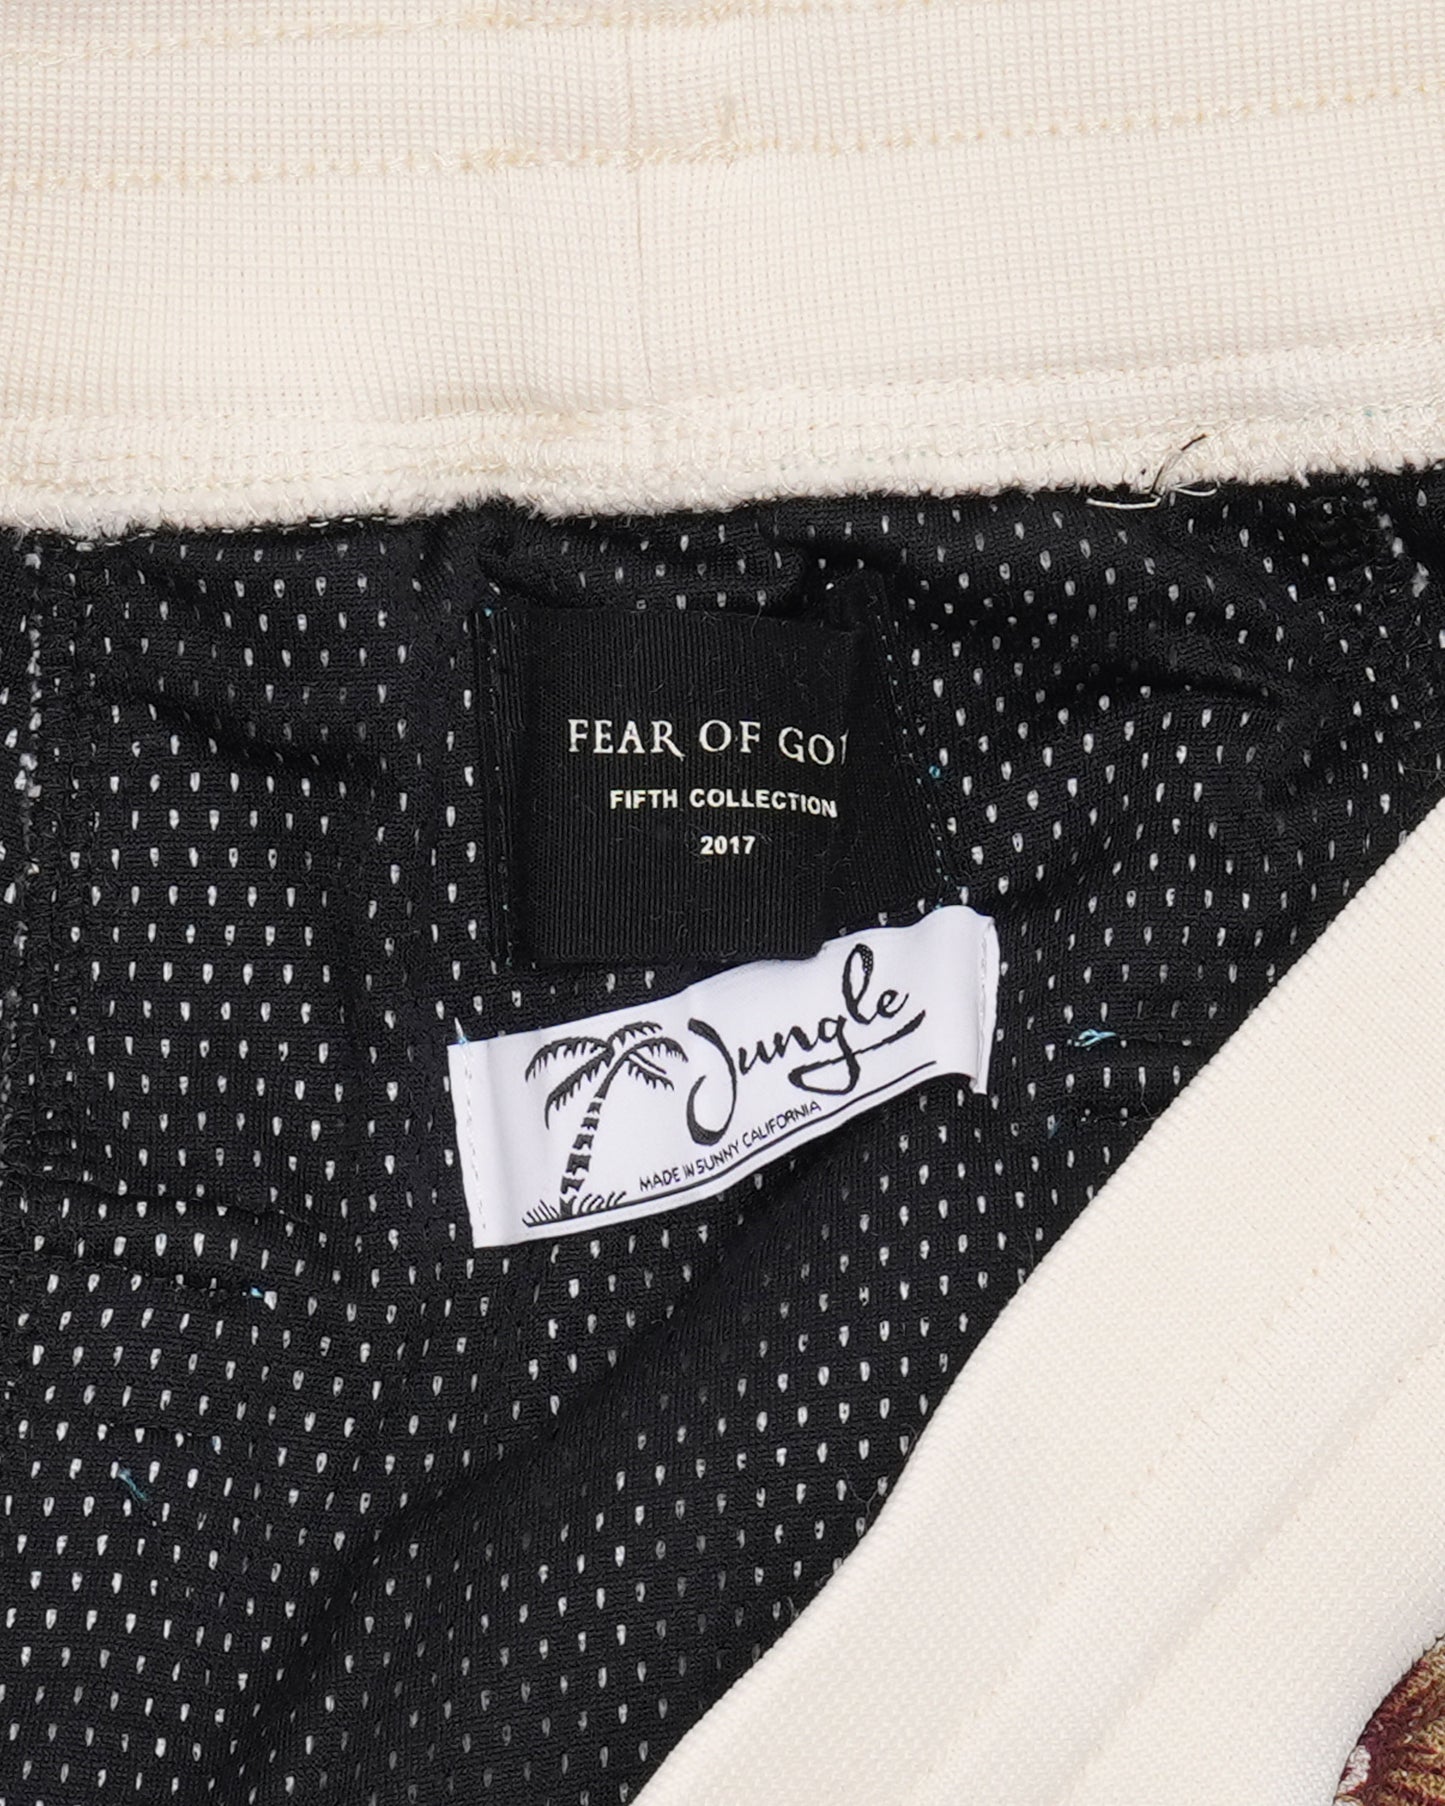 FEAR OF GO
FIFTH COLLECTION
2017
Jungle
MADE IN SUNNY CALIFORNIA